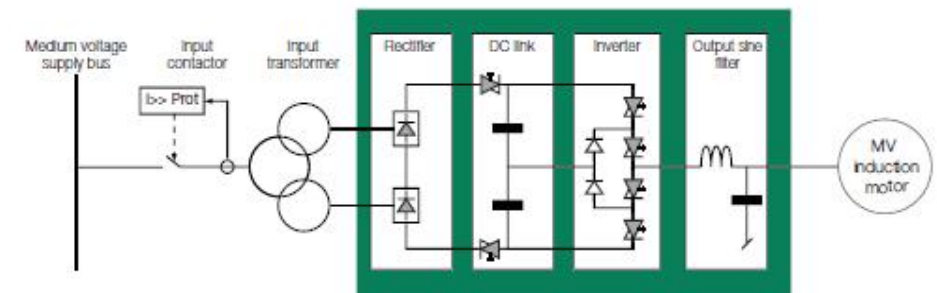 Medium voltage
supply bus
Input
contactor
Input
transformer
Rectifier
DC link
Inverter
Output sine
filter
I>> Prot
MV
induction
motor